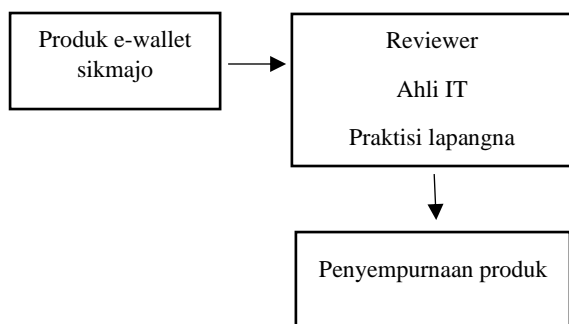 Produk e-wallet
sikmajo
Reviewer
Ahli IT
Praktisi lapangna
Penyempurnaan produk